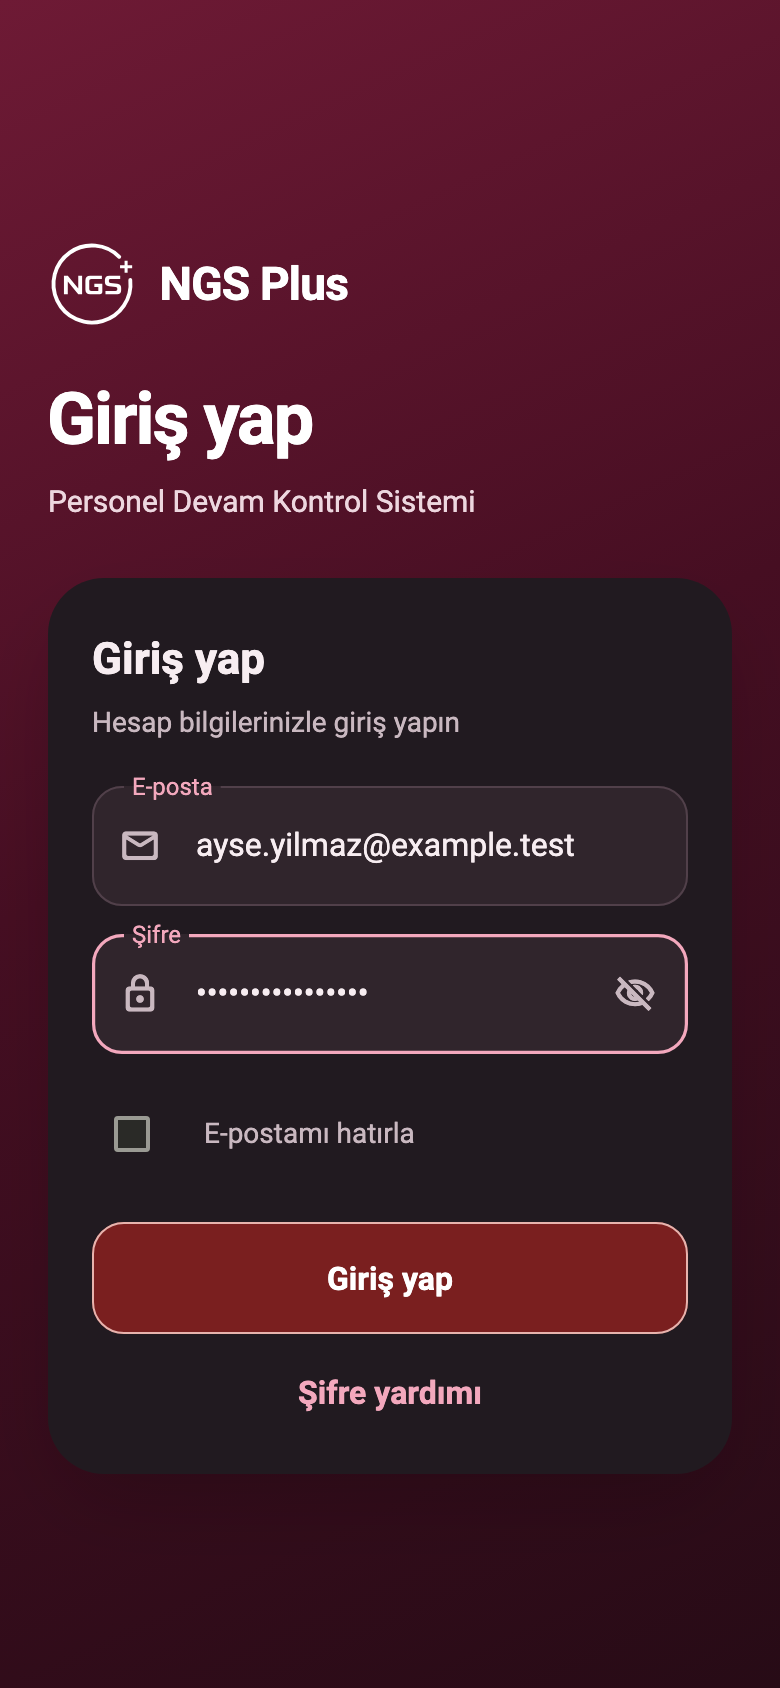 NGS+
NGS Plus
Giriş yap
Personel Devam Kontrol Sistemi
Giriş yap
Hesap bilgilerinizle giriş yapın
E-posta
ayse.yilmaz@example.test
Şifre
••••••••••••••••
E-postamı hatırla
Giriş yap
Şifre yardımı